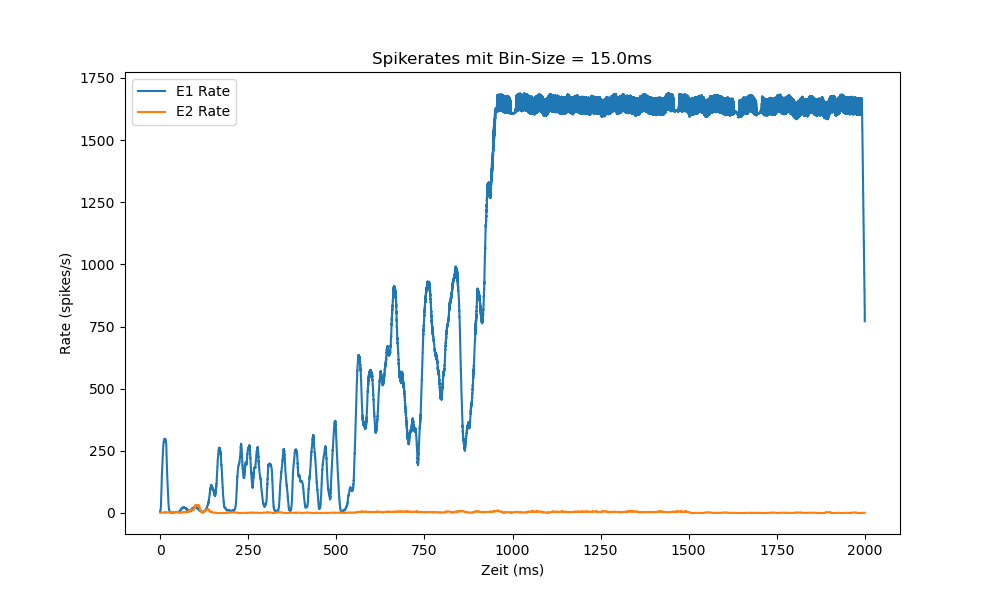 Spikerates mit Bin-Size = 15.0ms
E1 Rate
E2 Rate
Rate (spikes/s)
1750
1500
1250
1000
750
500
250
0
0 250 500 750 1000 1250 1500 1750 2000
Zeit (ms)